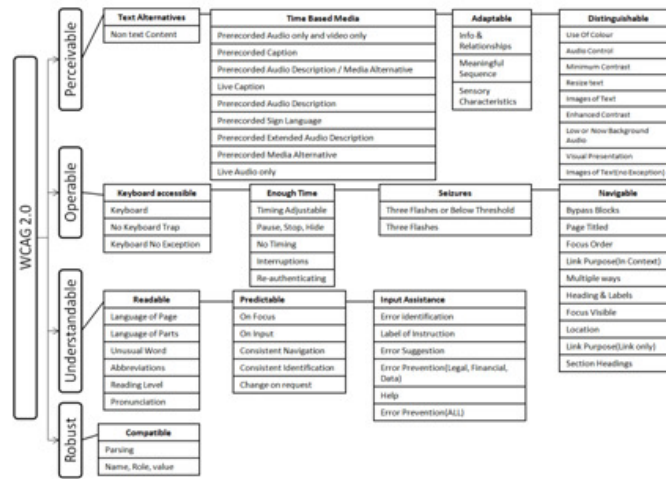 WCAG 2.0
Perceivable
Text Alternatives
Non text Content
Time Based Media
Prerecorded Audio only and video only
Prerecorded Caption
Prerecorded Audio Description / Media Alternative
Live Caption
Prerecorded Audio Description
Prerecorded Sign Language
Prerecorded Extended Audio Description
Prerecorded Media Alternative
Live Audio only
Adaptable
Info &
Relationships
Meaningful
Sequence
Sensory
Characteristics
Distinguishable
Use Of Colour
Audio Control
Minimum Contrast
Resize text
Images of Text
Enhanced Contrast
Low or Now Background
Audio
Visual Presentation
Images of Text(no Exception)
Operable
Keyboard accessible
Keyboard
No Keyboard Trap
Keyboard No Exception
Enough Time
Timing Adjustable
Pause, Stop, Hide
No Timing
Interruptions
Re-authenticating
Seizures
Three Flashes or Below Threshold
Three Flashes
Navigable
Bypass Blocks
Page Titled
Focus Order
Link Purpose(In Context)
Multiple ways
Heading & Labels
Focus Visible
Location
Link Purpose(Link only)
Section Headings
Understandable
Readable
Language of Page
Language of Parts
Unusual Word
Abbreviations
Reading Level
Pronunciation
Predictable
On Focus
On Input
Consistent Navigation
Consistent Identification
Change on request
Input Assistance
Error Identification
Label of Instruction
Error Suggestion
Error Prevention(Legal, Financial,
Data)
Help
Error Prevention(ALL)
Robust
Compatible
Parsing
Name, Role, value